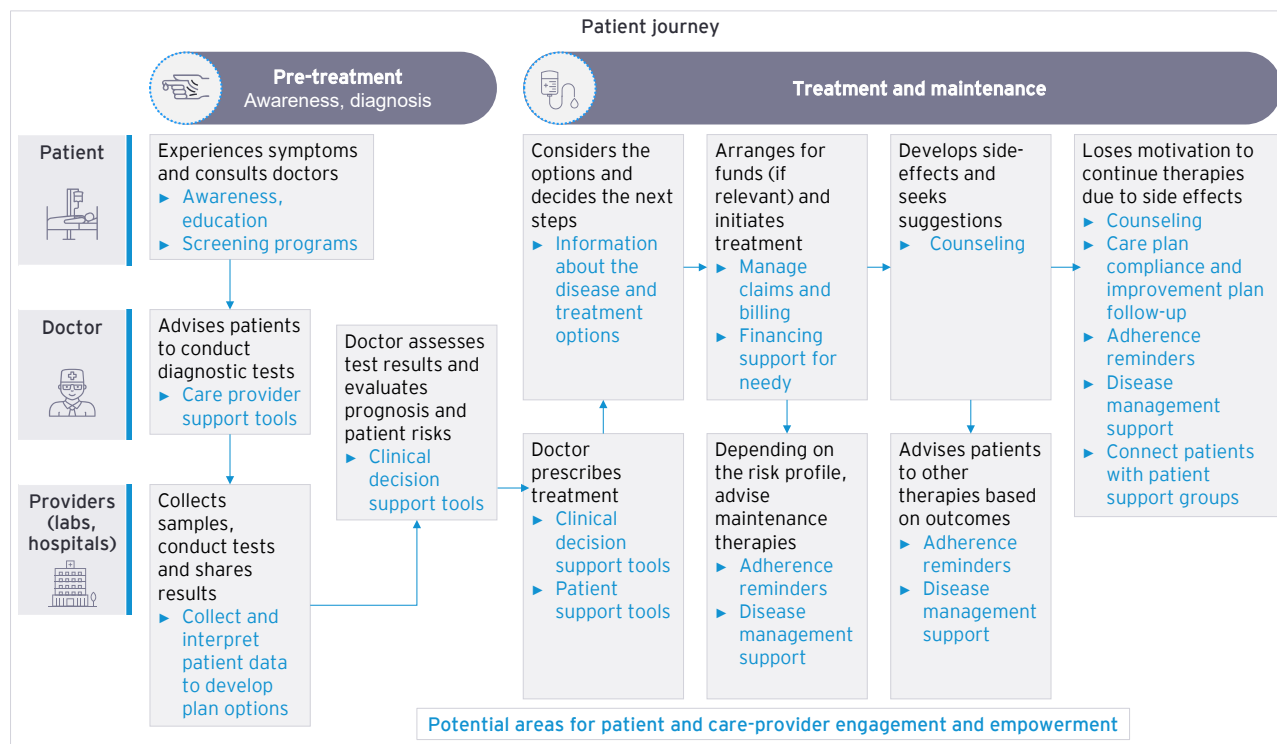 Patient journey
Pre-treatment
Awareness, diagnosis
Treatment and maintenance
Patient
Experiences symptoms
and consults doctors
► Awareness,
education
► Screening programs
Doctor
Advises patients
to conduct
diagnostic tests
► Care provider
support tools
Providers
(labs,
hospitals)
Collects
samples,
conduct tests
and shares
results
► Collect and
interpret
patient data
to develop
plan options
Doctor assesses
test results and
evaluates
prognosis and
patient risks
► Clinical
decision
support tools
Considers the
options and
decides the next
steps
► Information
about the
disease and
treatment
options
Doctor
prescribes
treatment
► Clinical
decision
support tools
► Patient
support tools
Arranges for
funds (if
relevant) and
initiates
treatment
► Manage
claims and
billing
► Financing
support for
needy
Depending on
the risk profile,
advise
maintenance
therapies
► Adherence
reminders
► Disease
management
support
Develops side-
effects and
seeks
suggestions
► Counseling
Advises patients
to other
therapies based
on outcomes
► Adherence
reminders
► Disease
management
support
Loses motivation to
continue therapies
due to side effects
► Counseling
► Care plan
compliance and
improvement plan
follow-up
► Adherence
reminders
► Disease
management
support
► Connect patients
with patient
support groups
Potential areas for patient and care-provider engagement and empowerment